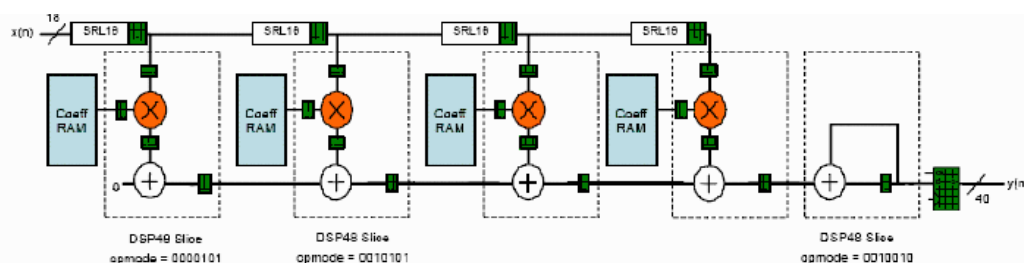 x(n)
18
SRL16
SRL16
SRL16
SRL16
Coeff
RAM
Coeff
RAM
Coeff
RAM
Coeff
RAM
0
y(n
40
DSP48 Slice
opmode = 0000101
DSP48 Slice
opmode = 0010101
DSP48 Slice
opmode = 0010010